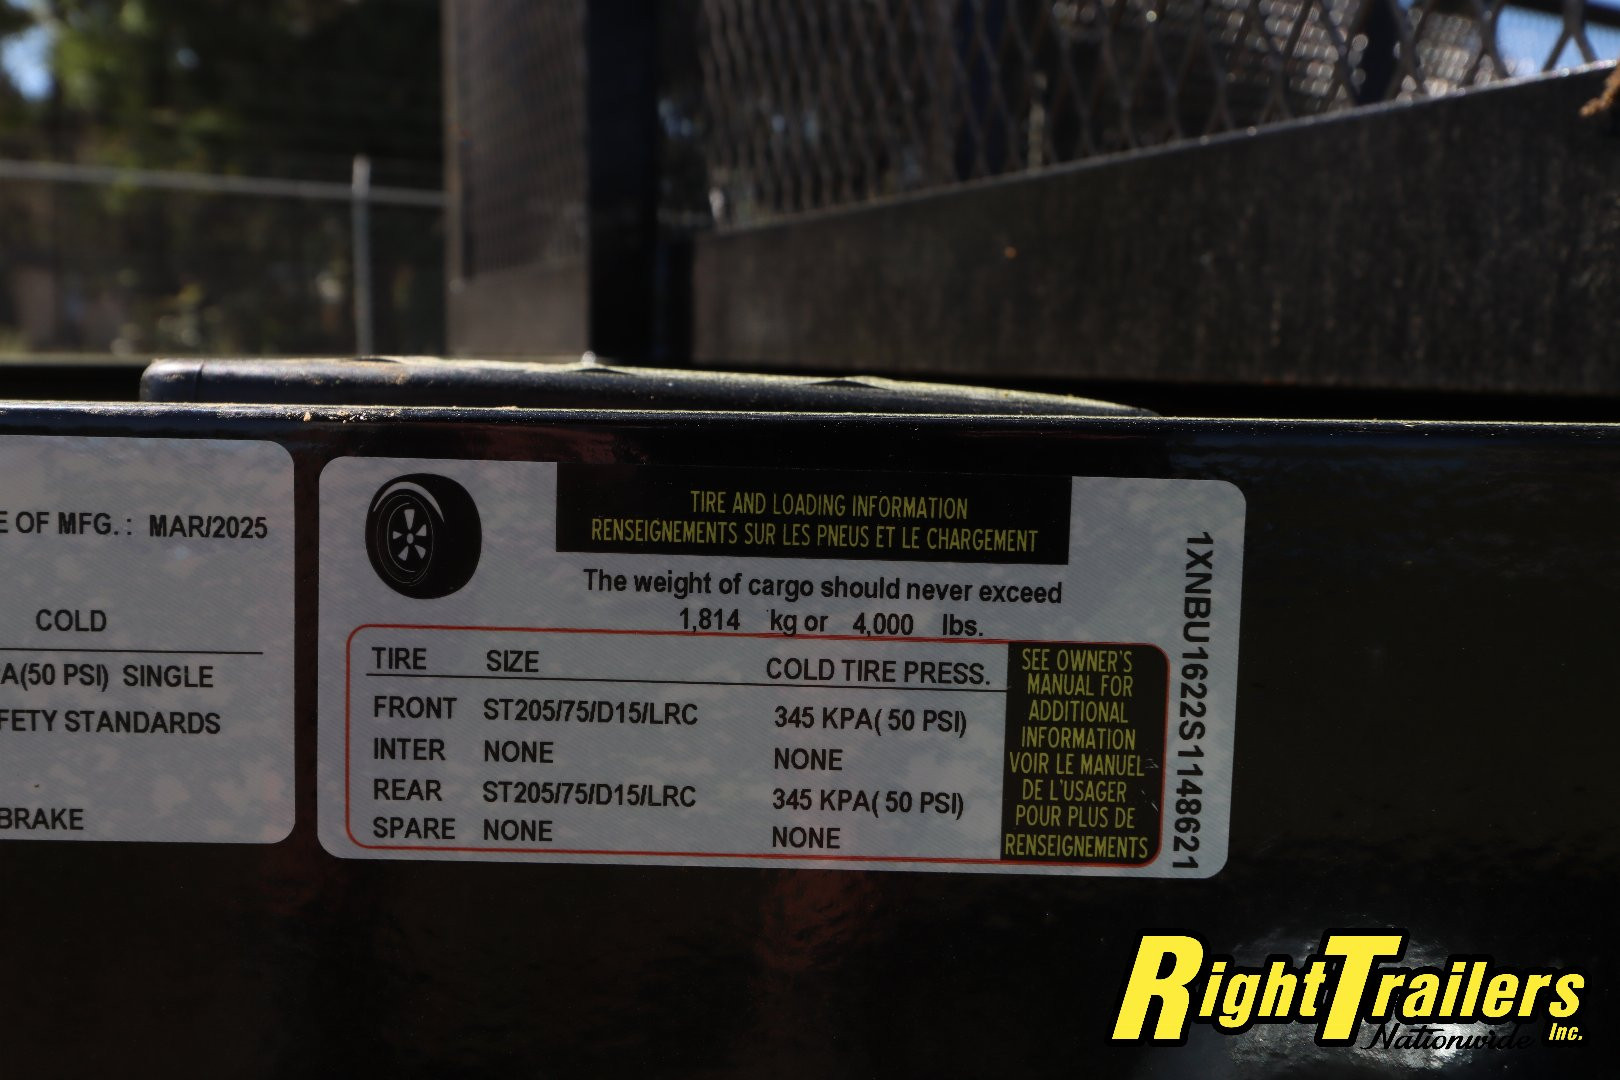 E OF MFG. : MAR/2025
COLD
A(50 PSI) SINGLE
FETY STANDARDS
BRAKE
TIRE AND LOADING INFORMATION
RENSEIGNEMENTS SUR LES PNEUS ET LE CHARGEMENT
The weight of cargo should never exceed
1,814 kg or 4,000 lbs.
TIRE SIZE COLD TIRE PRESS.
FRONT ST205/75/D15/LRC 345 KPA( 50 PSI)
INTER NONE NONE
REAR ST205/75/D15/LRC 345 KPA( 50 PSI)
SPARE NONE NONE
SEE OWNER'S
MANUAL FOR
ADDITIONAL
INFORMATION
VOIR LE MANUEL
DE L'USAGER
POUR PLUS DE
RENSEIGNEMENTS
1XNBU1622S1148621
RightTrailers
Nationwide Inc.